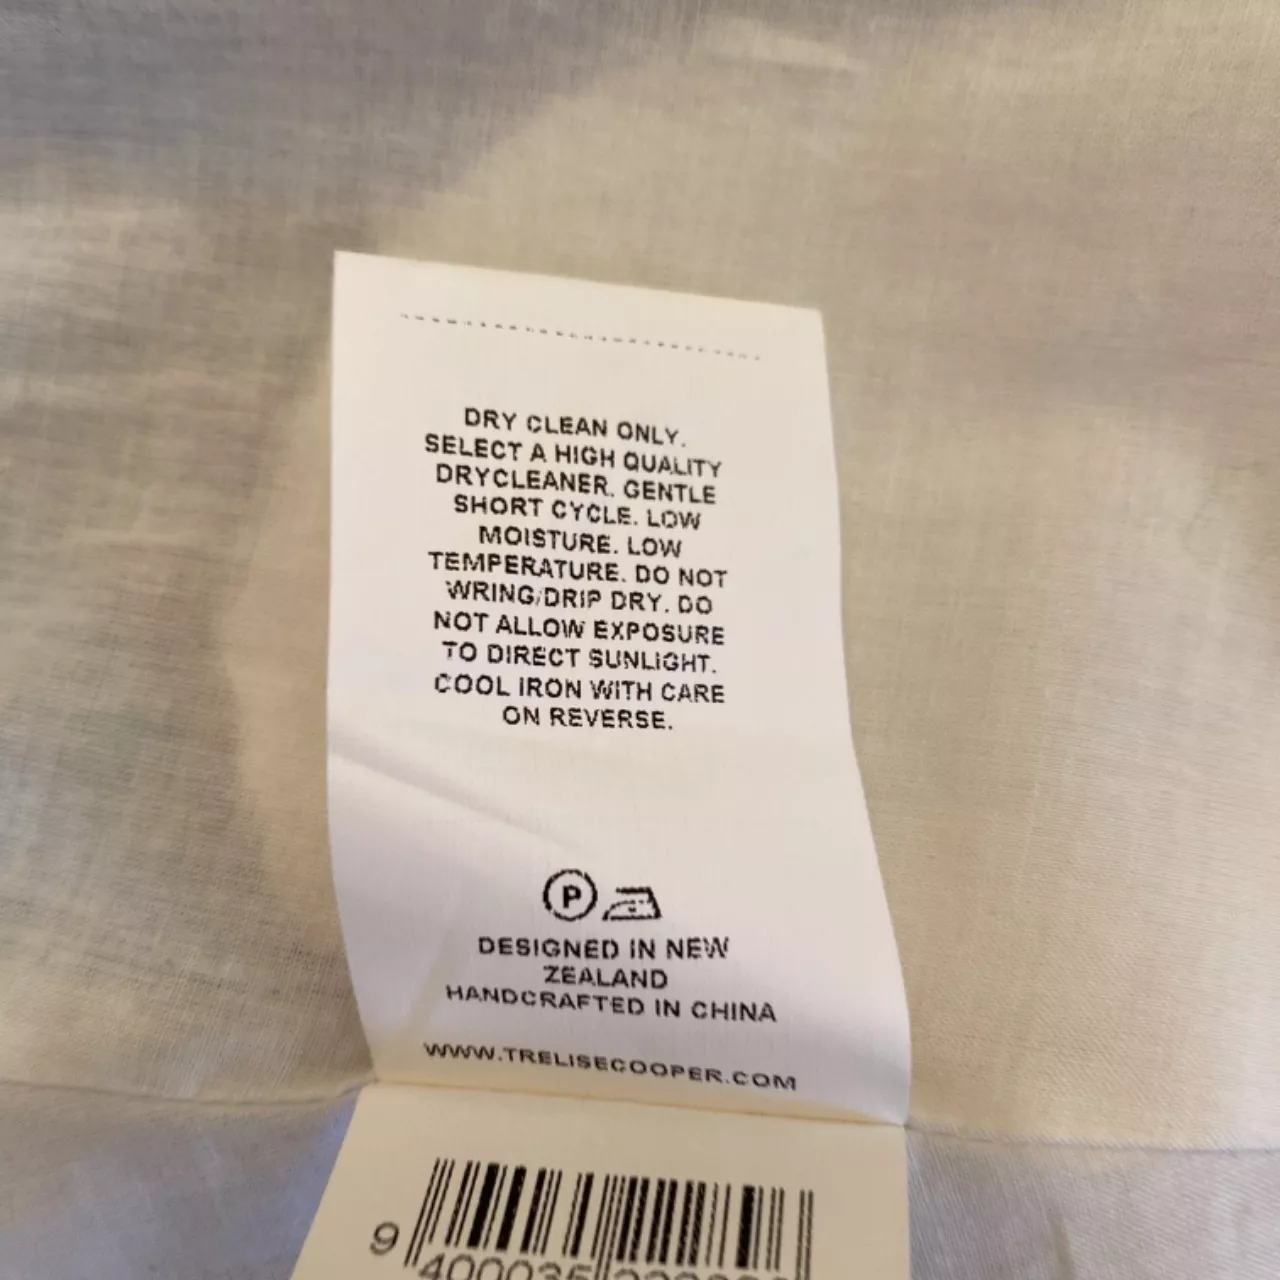 DRY CLEAN ONLY.
SELECT A HIGH QUALITY
DRYCLEANER. GENTLE
SHORT CYCLE. LOW
MOISTURE. LOW
TEMPERATURE. DO NOT
WRING/DRIP DRY. DO
NOT ALLOW EXPOSURE
TO DIRECT SUNLIGHT.
COOL IRON WITH CARE
ON REVERSE.
P
DESIGNED IN NEW
ZEALAND
HANDCRAFTED IN CHINA
WWW.TRELISECOOPER.COM
9